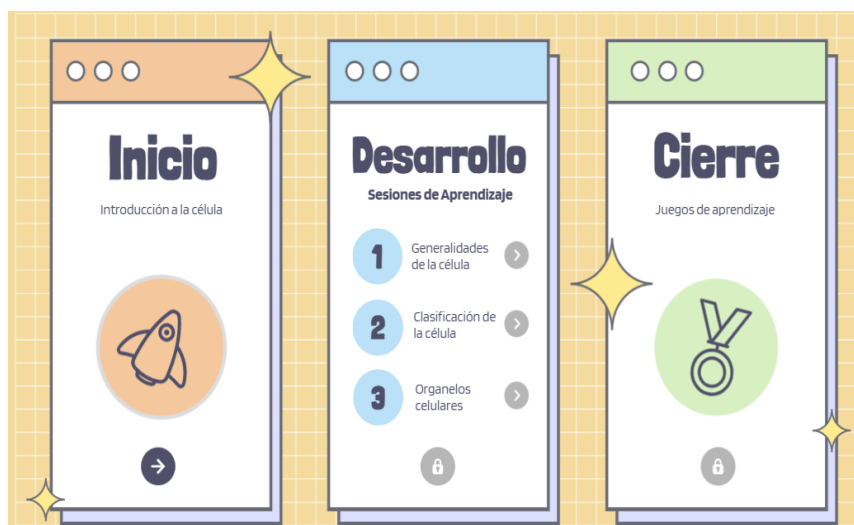 Inicio
Introducción a la célula
Desarrollo
Sesiones de Aprendizaje
1
Generalidades
de la célula
2
Clasificación de
la célula
3
Organelos
celulares
Cierre
Juegos de aprendizaje